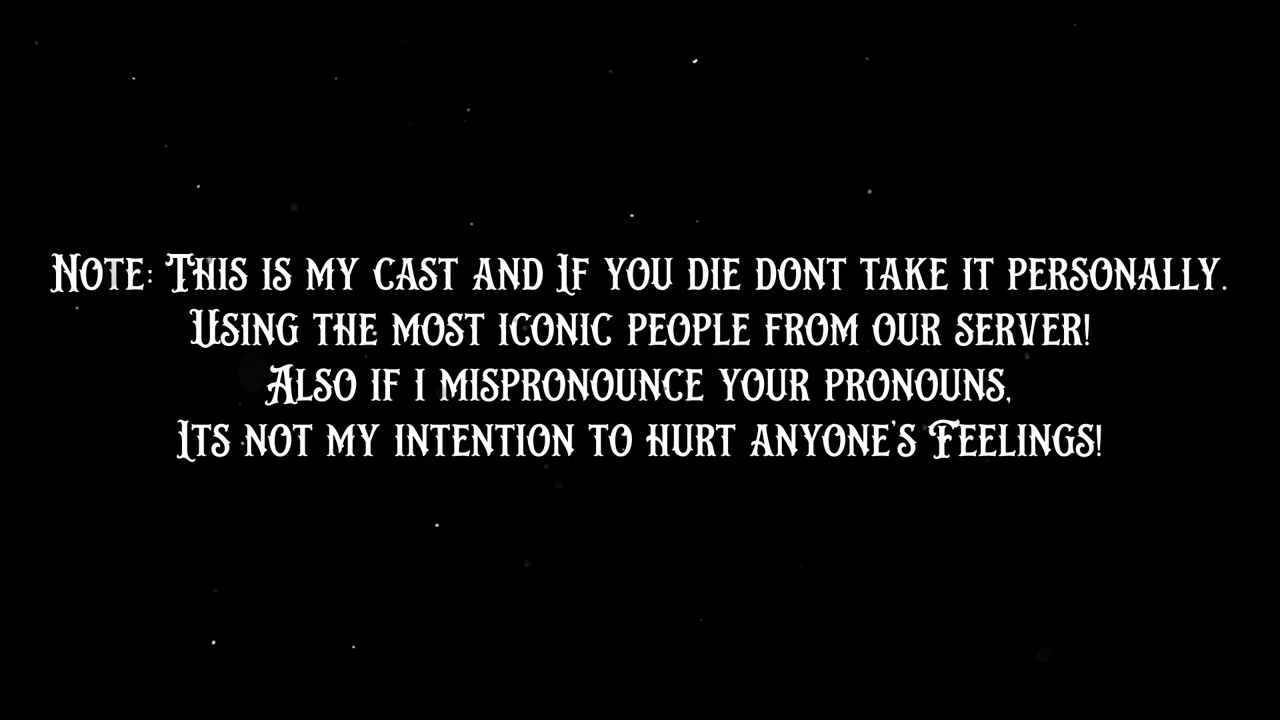 Note: This is my cast and If you die dont take it personally.
Using the most iconic people from our server!
Also if i mispronounce your pronouns,
Its not my intention to hurt anyone's Feelings!